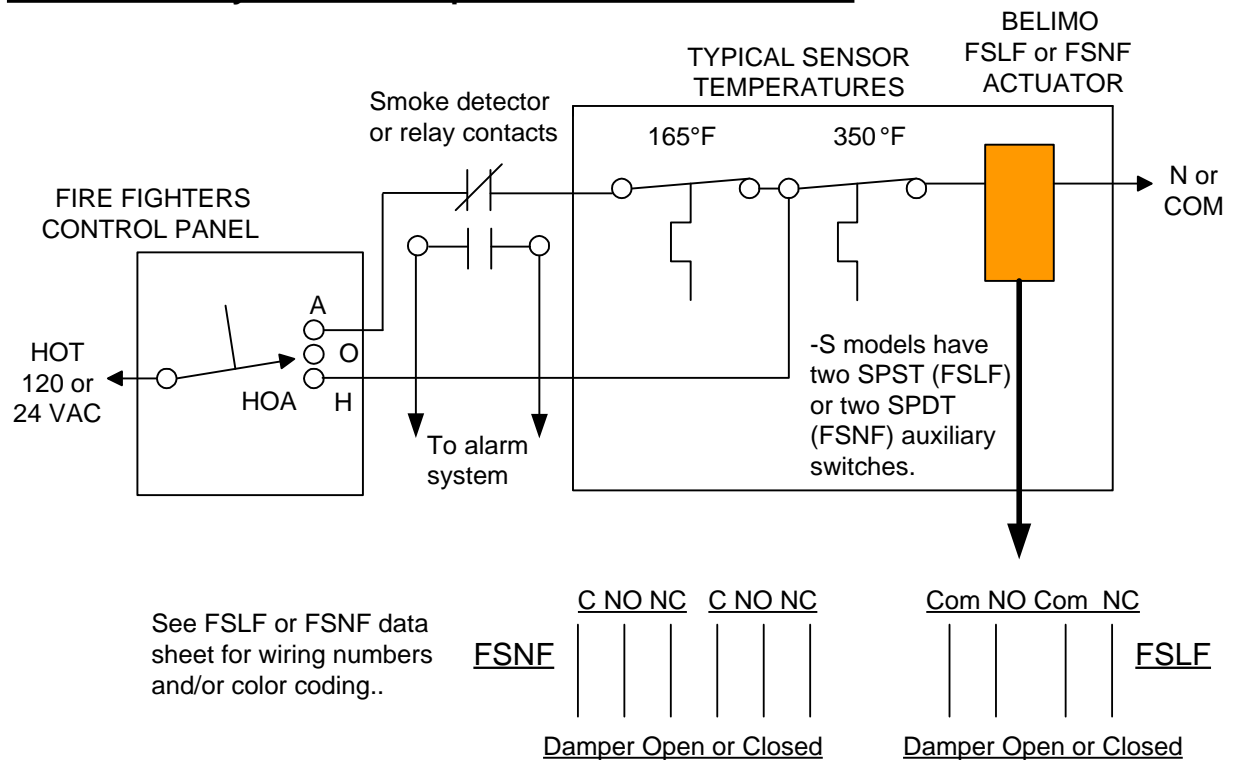 BELIMO
FSLF or FSNF
ACTUATOR
TYPICAL SENSOR
TEMPERATURES
Smoke detector
or relay contacts
165°F
350 °F
N or
COM
FIRE FIGHTERS
CONTROL PANEL
A
O
H
HOA
HOT
120 or
24 VAC
To alarm
system
-S models have
two SPST (FSLF)
or two SPDT
(FSNF) auxiliary
switches.
See FSLF or FSNF data
sheet for wiring numbers
and/or color coding..
C NO NC C NO NC
FSNF
Damper Open or Closed
Com NO Com NC
FSLF
Damper Open or Closed